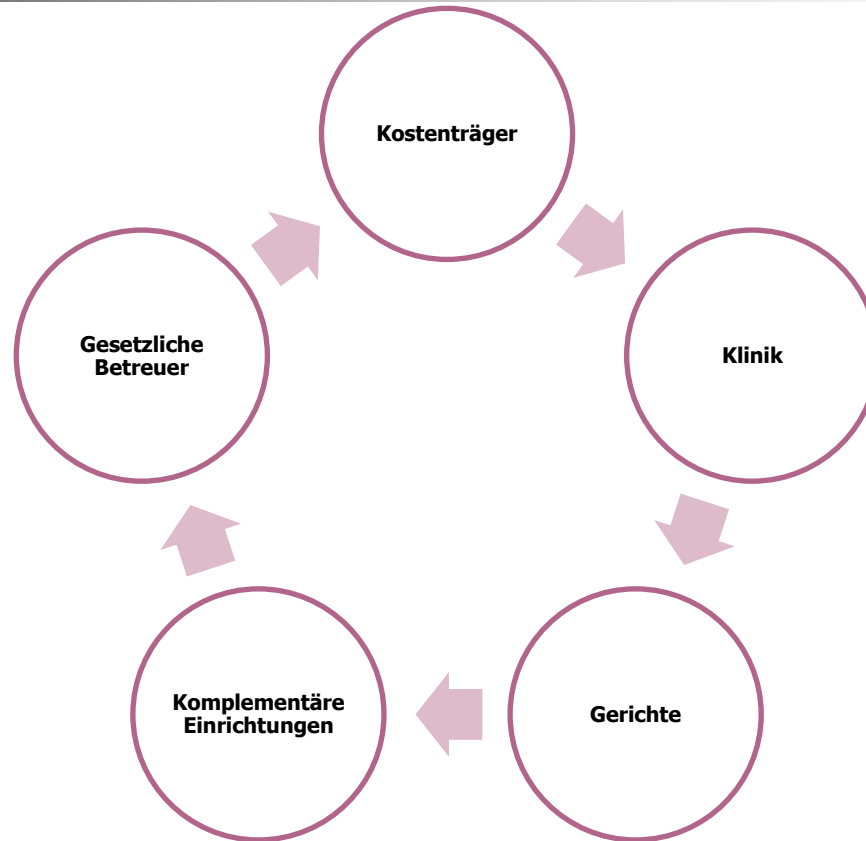 Kostenträger
Gesetzliche
Betreuer
Klinik
Komplementäre
Einrichtungen
Gerichte